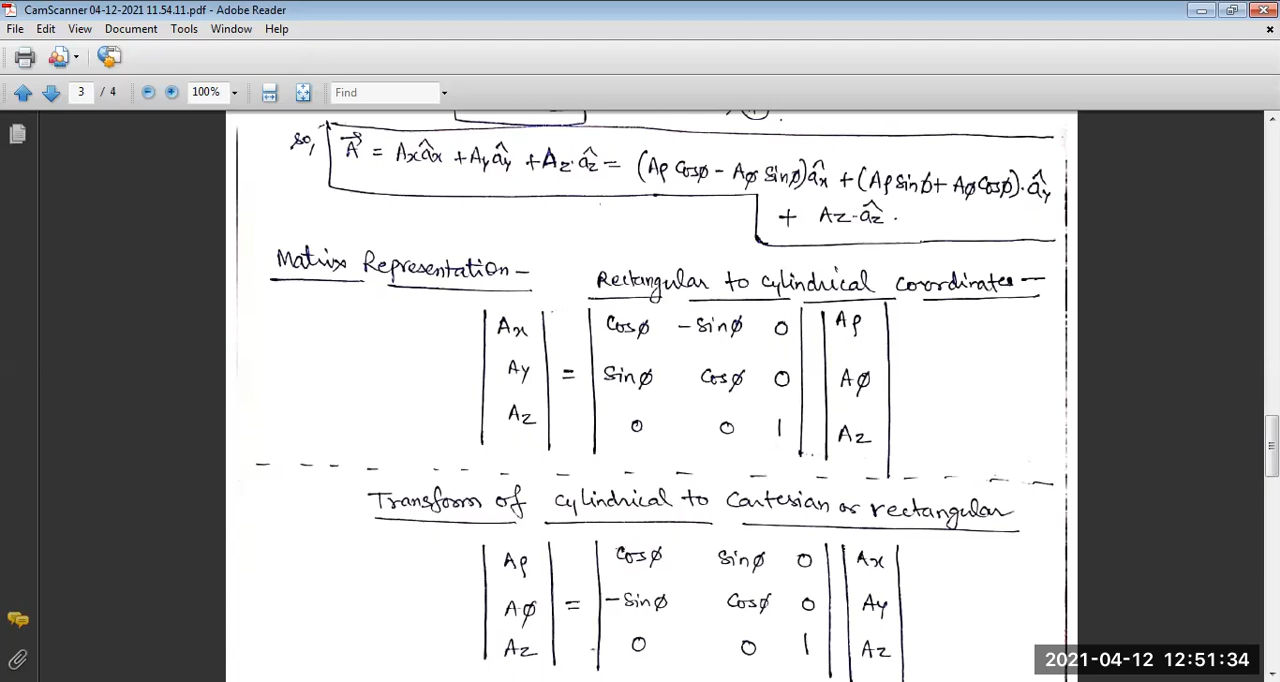 CamScanner 04-12-2021 11.54.11.pdf - Adobe Reader
File Edit View Document Tools Window Help
3 / 4 100% Find
so, A⃗ = Ax âx + Ay ây + Az·âz = (Aρ Cosφ - Aφ Sinφ) âx + (Aρ Sinφ + Aφ Cosφ)·ây
+ Az·âz.
Matrix Representation -
Rectangular to cylindrical coordinates -
Ax Cosφ -Sinφ 0 Aρ
Ay = Sinφ Cosφ 0 Aφ
Az 0 0 1 Az
Transform of cylindrical to Cartesian or rectangular
Aρ Cosφ Sinφ 0 Ax
Aφ = -Sinφ Cosφ 0 Ay
Az 0 0 1 Az
2021-04-12 12:51:34